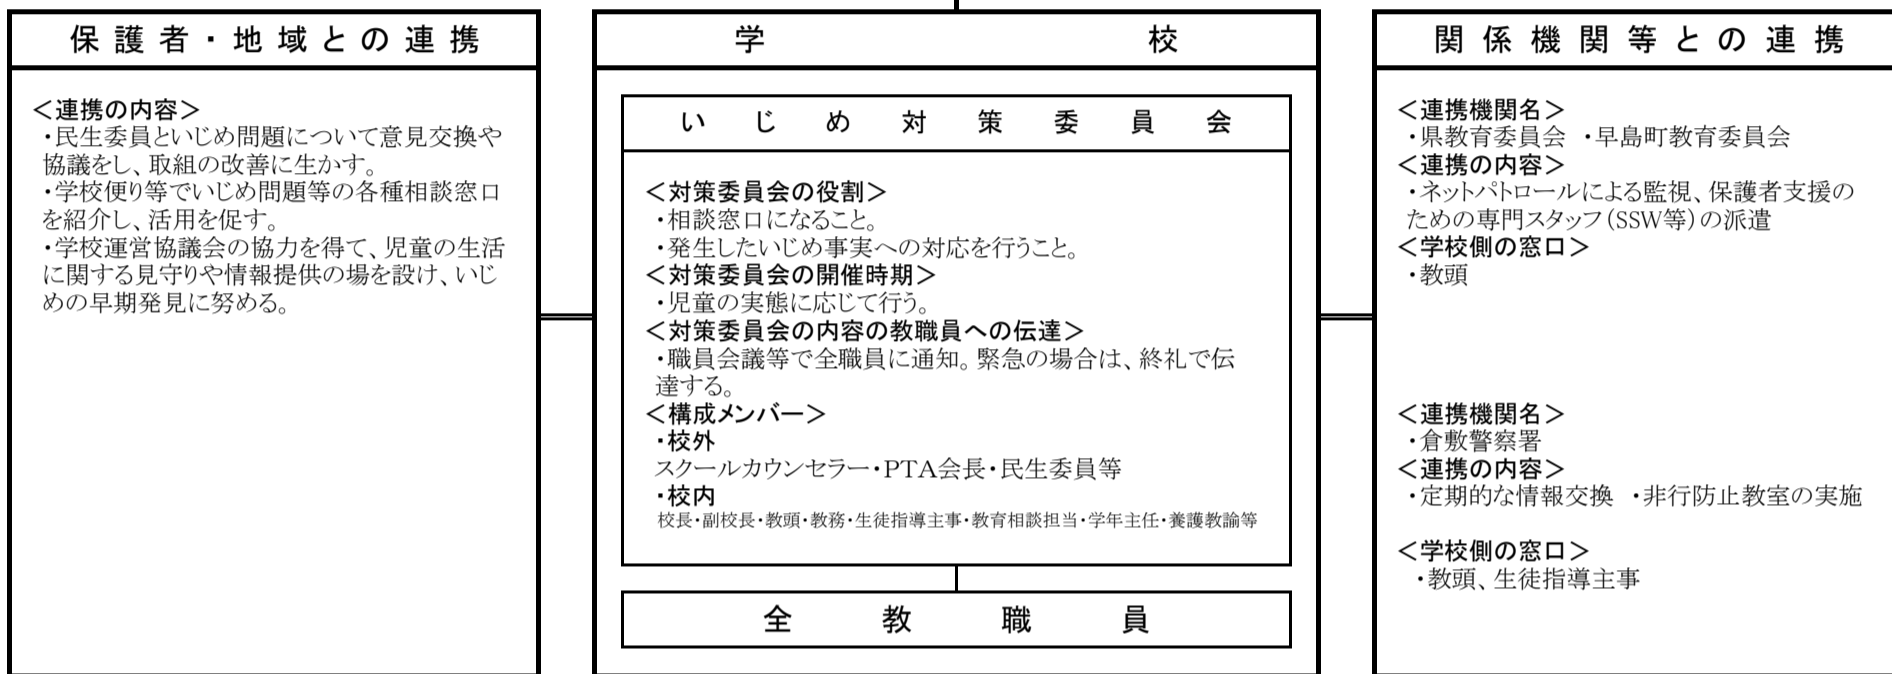 保護者・地域との連携
＜連携の内容＞
・民生委員といじめ問題について意見交換や
協議をし、取組の改善に生かす。
・学校便り等でいじめ問題等の各種相談窓口
を紹介し、活用を促す。
・学校運営協議会の協力を得て、児童の生活
に関する見守りや情報提供の場を設け、いじ
めの早期発見に努める。
学校
いじめ対策委員会
＜対策委員会の役割＞
・相談窓口になること。
・発生したいじめ事実への対応を行うこと。
＜対策委員会の開催時期＞
・児童の実態に応じて行う。
＜対策委員会の内容の教職員への伝達＞
・職員会議等で全職員に通知。緊急の場合は、終礼で伝
達する。
＜構成メンバー＞
・校外
スクールカウンセラー・PTA会長・民生委員等
・校内
校長・副校長・教頭・教務・生徒指導主事・教育相談担当・学年主任・養護教諭等
全教職員
関係機関等との連携
＜連携機関名＞
・県教育委員会 ・早島町教育委員会
＜連携の内容＞
・ネットパトロールによる監視、保護者支援の
ための専門スタッフ（SSW等）の派遣
＜学校側の窓口＞
・教頭
＜連携機関名＞
・倉敷警察署
＜連携の内容＞
・定期的な情報交換 ・非行防止教室の実施
＜学校側の窓口＞
・教頭、生徒指導主事